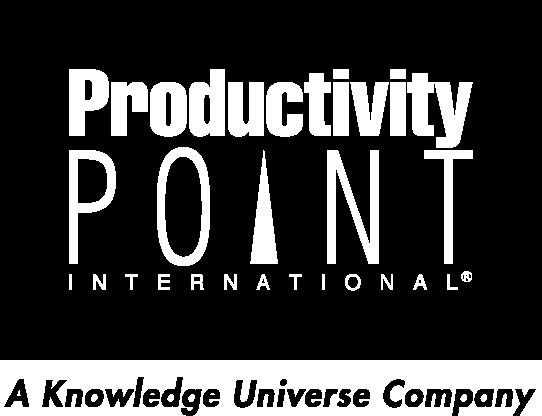 Productivity
POINT
INTERNATIONAL®
A Knowledge Universe Company